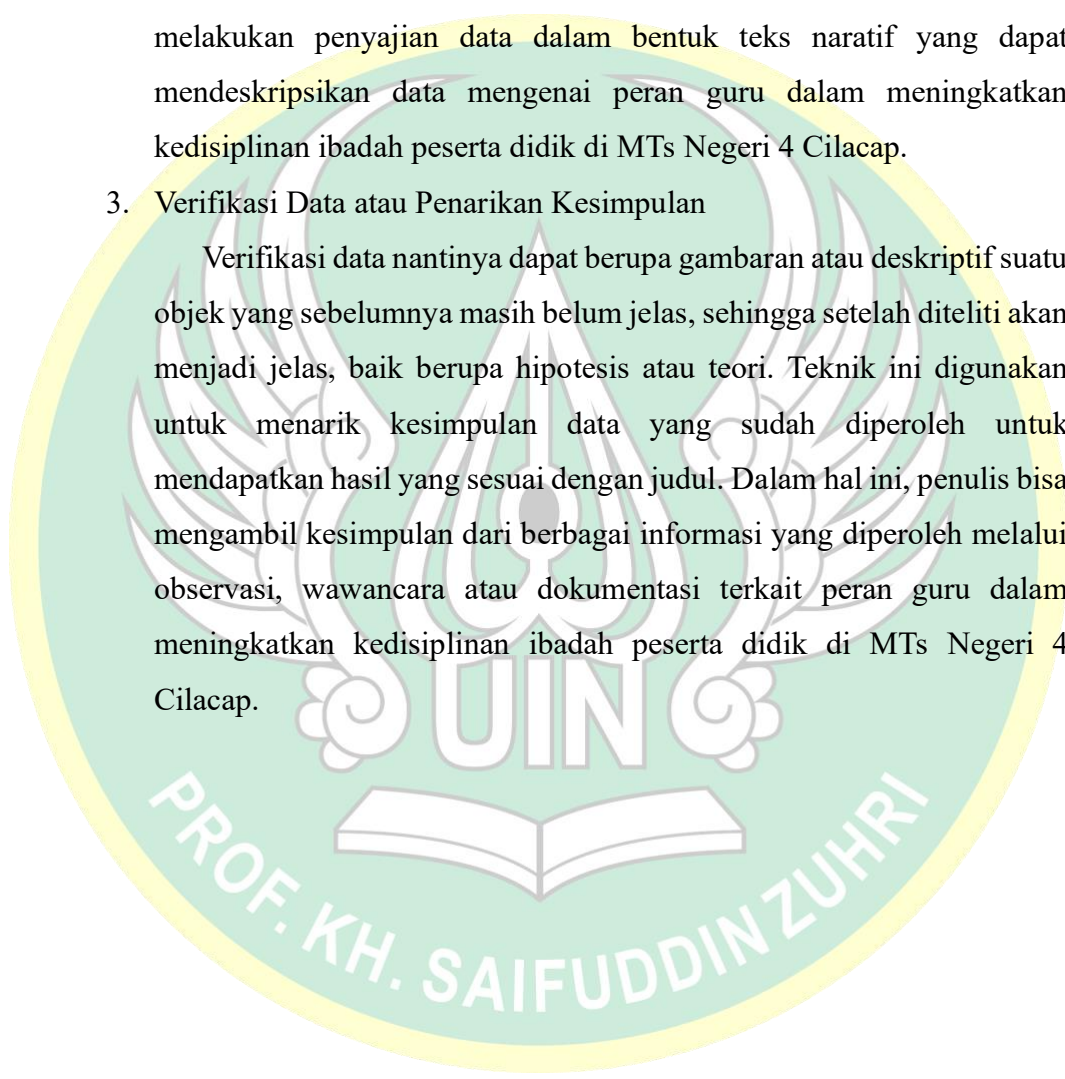 melakukan penyajian data dalam bentuk teks naratif yang dapat
mendeskripsikan data mengenai peran guru dalam meningkatkan
kedisiplinan ibadah peserta didik di MTs Negeri 4 Cilacap.
3. Verifikasi Data atau Penarikan Kesimpulan
Verifikasi data nantinya dapat berupa gambaran atau deskriptif suatu
objek yang sebelumnya masih belum jelas, sehingga setelah diteliti akan
menjadi jelas, baik berupa hipotesis atau teori. Teknik ini digunakan
untuk menarik kesimpulan data yang sudah diperoleh untuk
mendapatkan hasil yang sesuai dengan judul. Dalam hal ini, penulis bisa
mengambil kesimpulan dari berbagai informasi yang diperoleh melalui
observasi, wawancara atau dokumentasi terkait peran guru dalam
meningkatkan kedisiplinan ibadah peserta didik di MTs Negeri 4
Cilacap.
UIN
PROF. KH. SAIFUDDIN ZUHRI